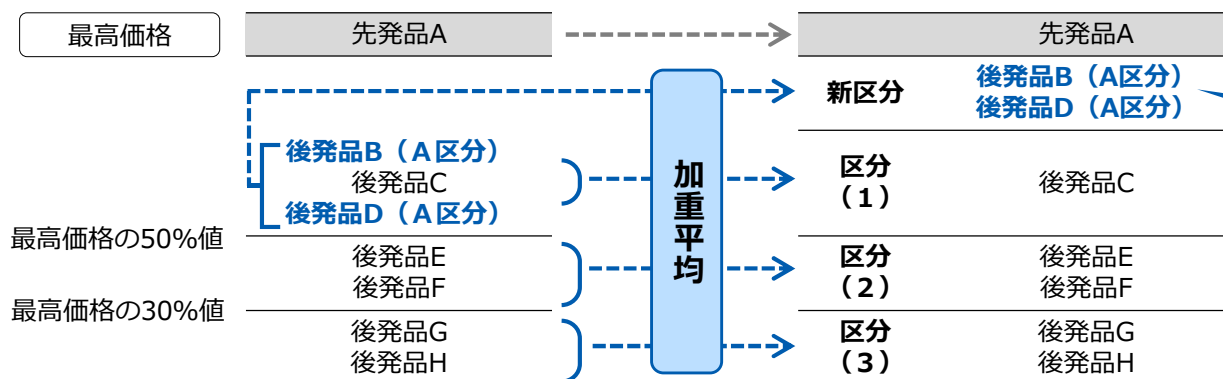 最高価格
先発品A
先発品A
新区分
後発品B（A区分）
後発品D（A区分）
後発品B（A区分）
後発品C
後発品D（A区分）
加重平均
区分
（1）
後発品C
最高価格の50%値
後発品E
後発品F
区分
（2）
後発品E
後発品F
最高価格の30%値
後発品G
後発品H
区分
（3）
後発品G
後発品H